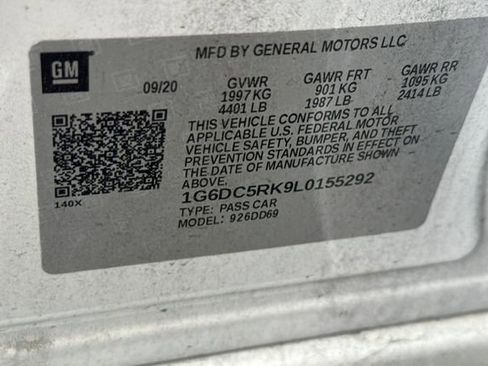 GM
MFD BY GENERAL MOTORS LLC
09/20 GVWR GAWR FRT GAWR RR
1997 KG 901 KG 1095 KG
4401 LB 1987 LB 2414 LB
THIS VEHICLE CONFORMS TO ALL
APPLICABLE U.S. FEDERAL MOTOR
VEHICLE SAFETY, BUMPER, AND THEFT
PREVENTION STANDARDS IN EFFECT ON
THE DATE OF MANUFACTURE SHOWN
ABOVE.
1G6DC5RK9L0155292
TYPE: PASS CAR
MODEL: 926DD69
140X